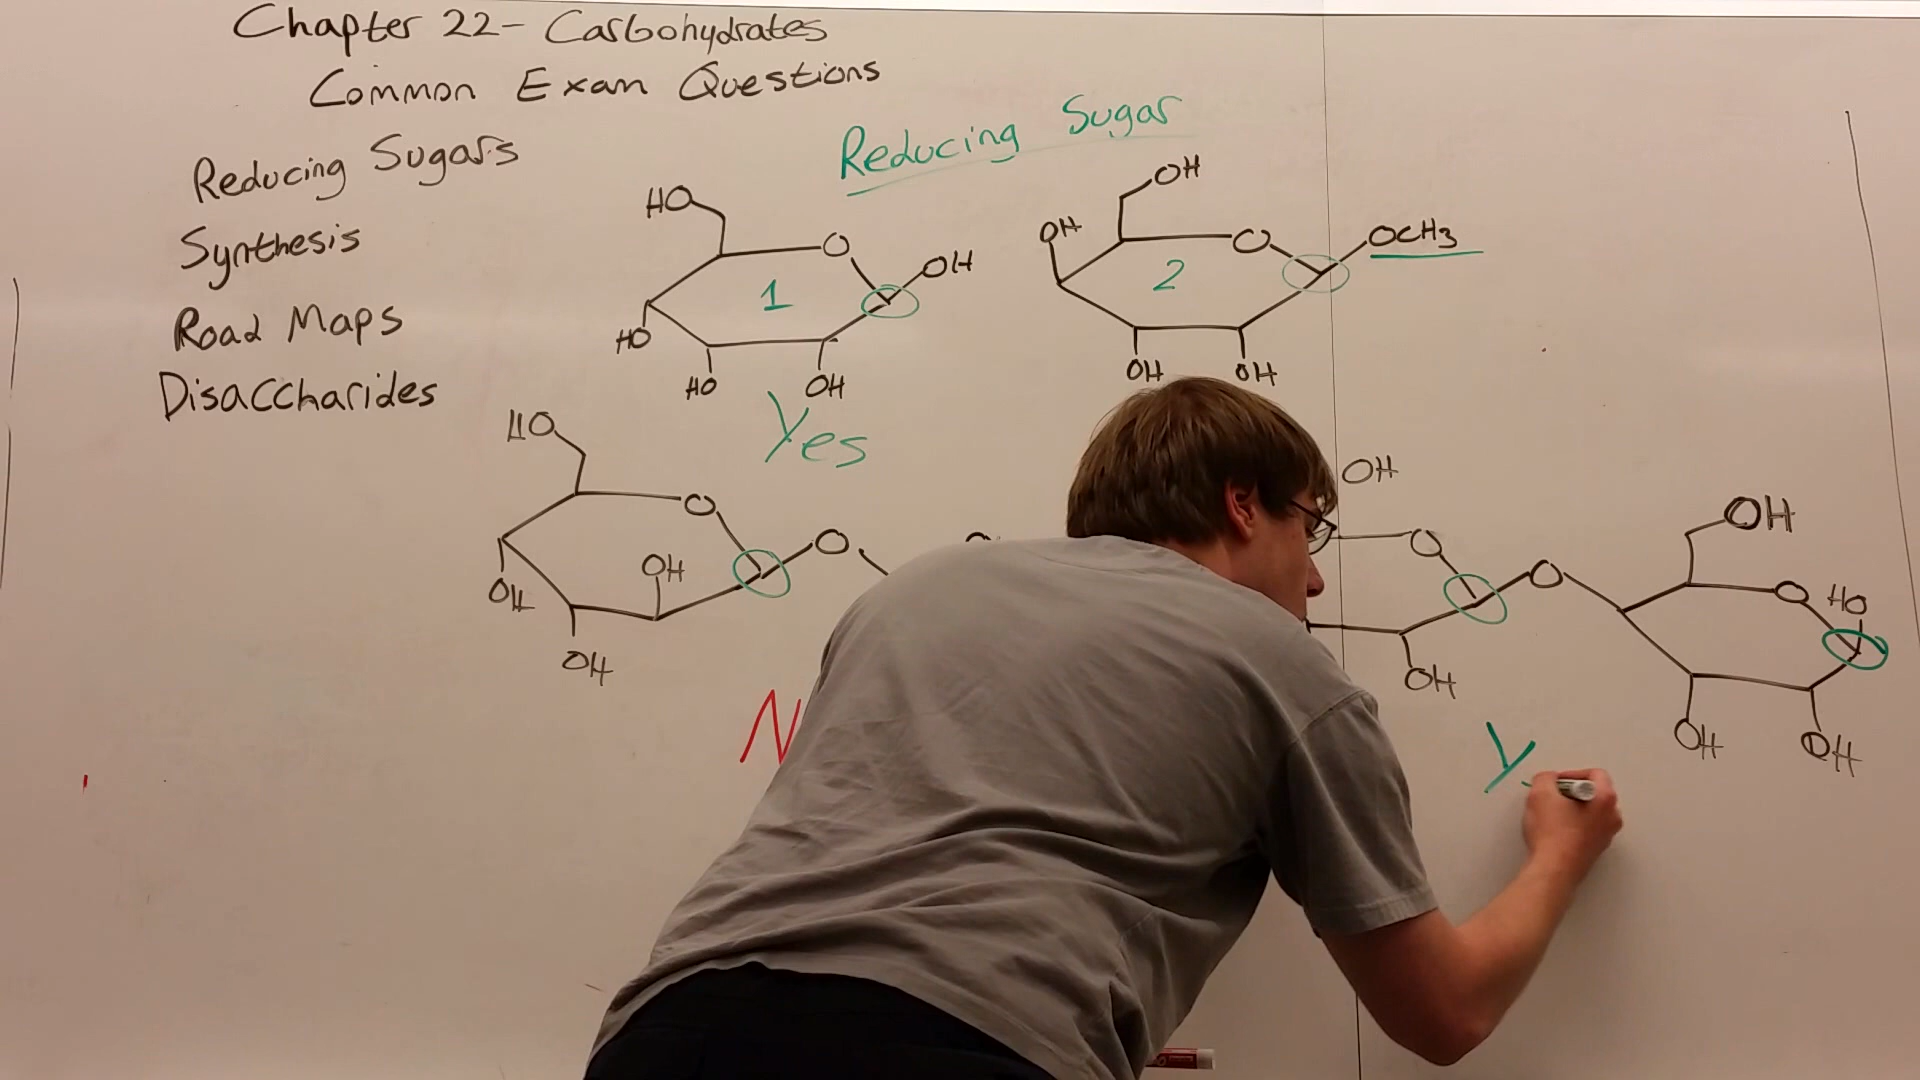 Chapter 22- Carbohydrates
Common Exam Questions
Reducing Sugars
Synthesis
Road Maps
Disaccharides
Reducing Sugar
HO
O
OH
1
HO
HO
OH
Yes
OH
OH
O
OCH3
2
OH
OH
HO
O
O
OH
OH
OH
N
OH
O
O
OH
OH
O
HO
OH
OH
Y